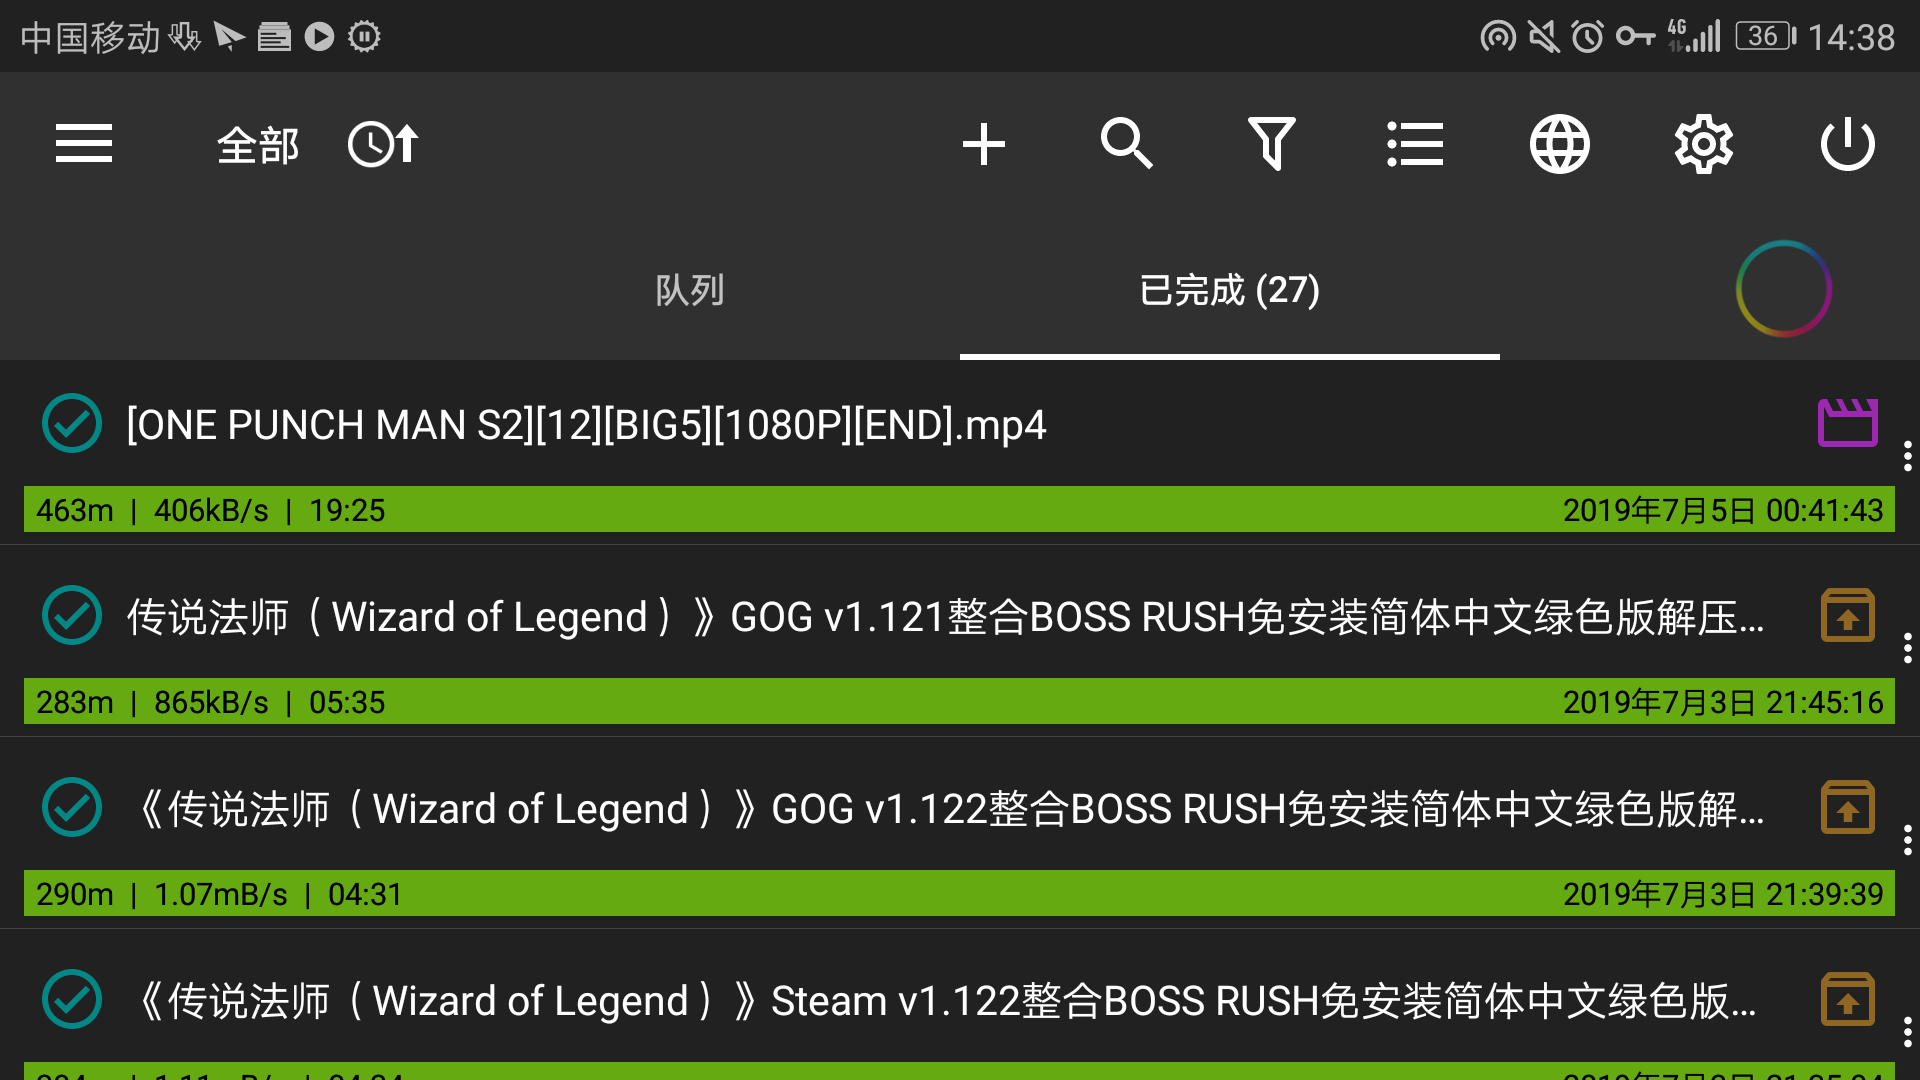 中国移动 4G 36 14:38
全部
队列 已完成 (27)
[ONE PUNCH MAN S2][12][BIG5][1080P][END].mp4
463m | 406kB/s | 19:25 2019年7月5日 00:41:43
传说法师（Wizard of Legend）》GOG v1.121整合BOSS RUSH免安装简体中文绿色版解压...
283m | 865kB/s | 05:35 2019年7月3日 21:45:16
《传说法师（Wizard of Legend）》GOG v1.122整合BOSS RUSH免安装简体中文绿色版解...
290m | 1.07mB/s | 04:31 2019年7月3日 21:39:39
《传说法师（Wizard of Legend）》Steam v1.122整合BOSS RUSH免安装简体中文绿色版...